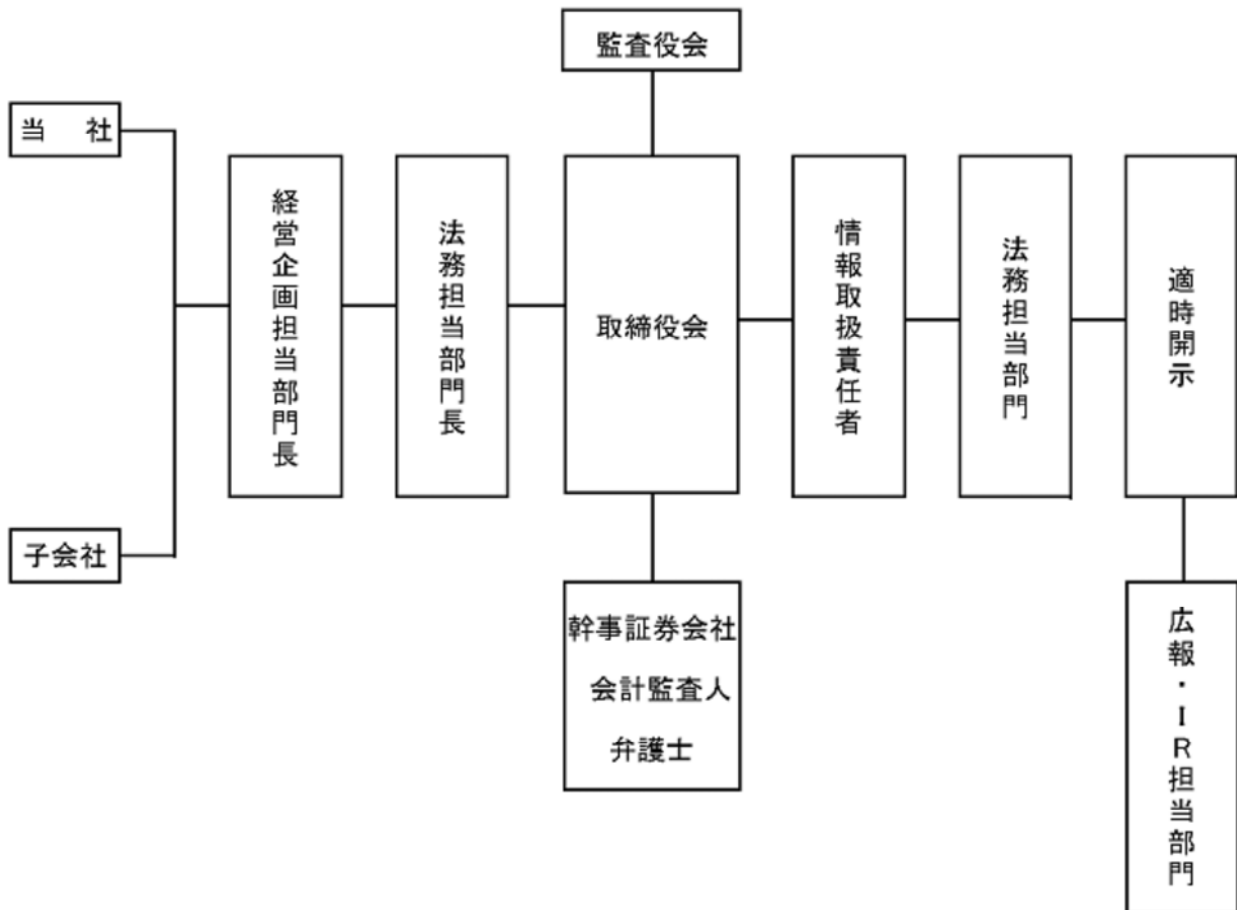 監査役会
当　社
経営企画担当部門長
法務担当部門長
取締役会
情報取扱責任者
法務担当部門
適時開示
子会社
幹事証券会社
会計監査人
弁護士
広報・ＩＲ担当部門